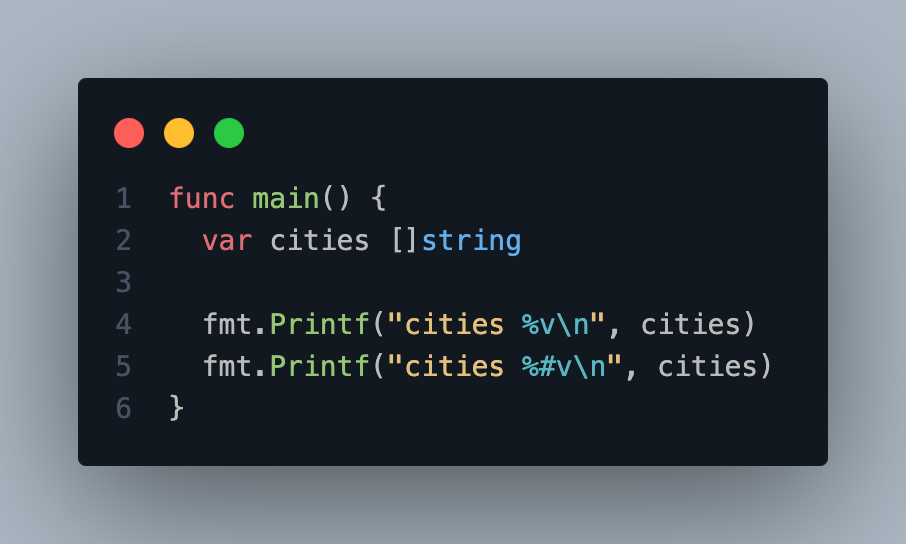 1 func main() {
2   var cities []string
3
4   fmt.Printf("cities %v\n", cities)
5   fmt.Printf("cities %#v\n", cities)
6 }